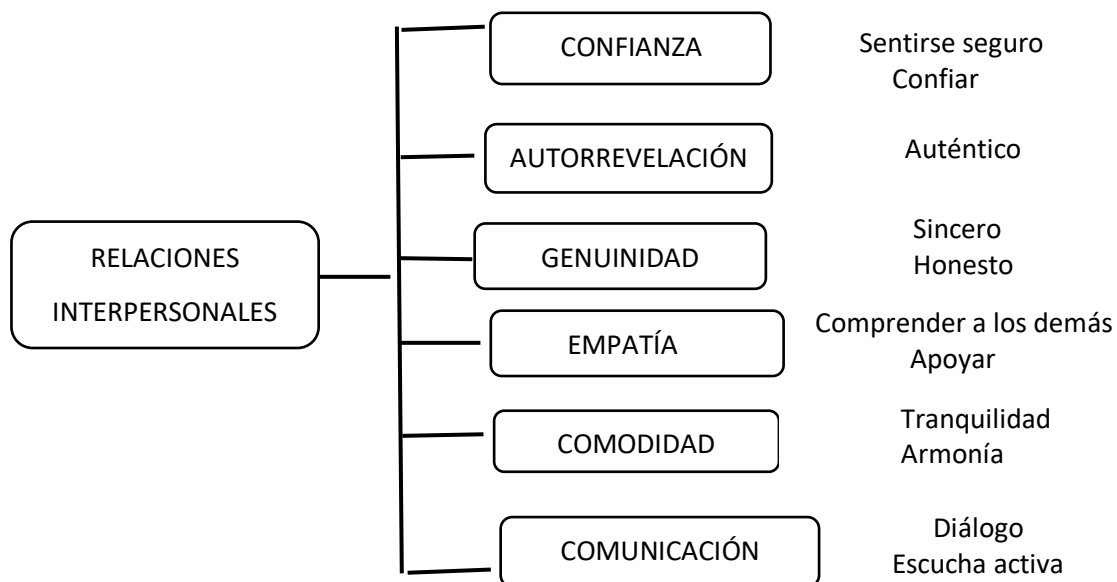 CONFIANZA
Sentirse seguro
Confiar
AUTORREVELACIÓN
Auténtico
RELACIONES
INTERPERSONALES
GENUINIDAD
Sincero
Honesto
EMPATÍA
Comprender a los demás
Apoyar
COMODIDAD
Tranquilidad
Armonía
COMUNICACIÓN
Diálogo
Escucha activa